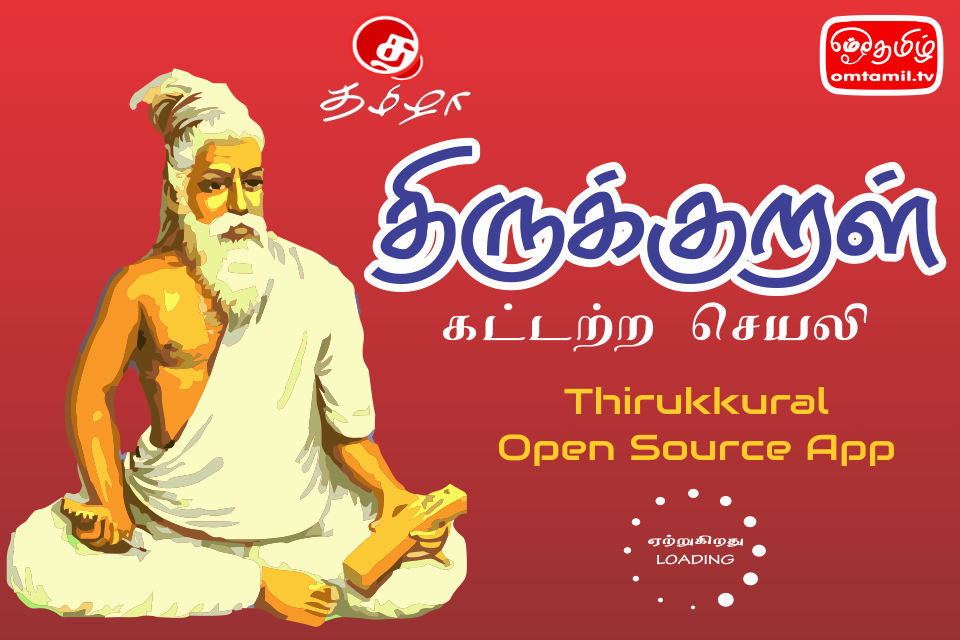 த
தமிழா
ஓம்தமிழ்
omtamil.tv
திருக்குறள்
கட்டற்ற செயலி
Thirukkural
Open Source App
ஏற்றுகிறது
LOADING